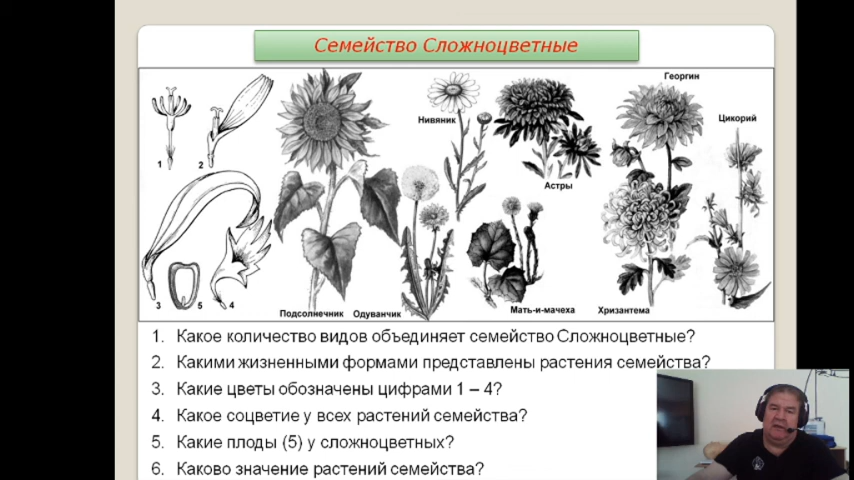 Семейство Сложноцветные
Георгин
Нивяник
Цикорий
1
2
Астры
3
5
4
Подсолнечник
Одуванчик
Мать-и-мачеха
Хризантема
1. Какое количество видов объединяет семейство Сложноцветные?
2. Какими жизненными формами представлены растения семейства?
3. Какие цветы обозначены цифрами 1 – 4?
4. Какое соцветие у всех растений семейства?
5. Какие плоды (5) у сложноцветных?
6. Каково значение растений семейства?